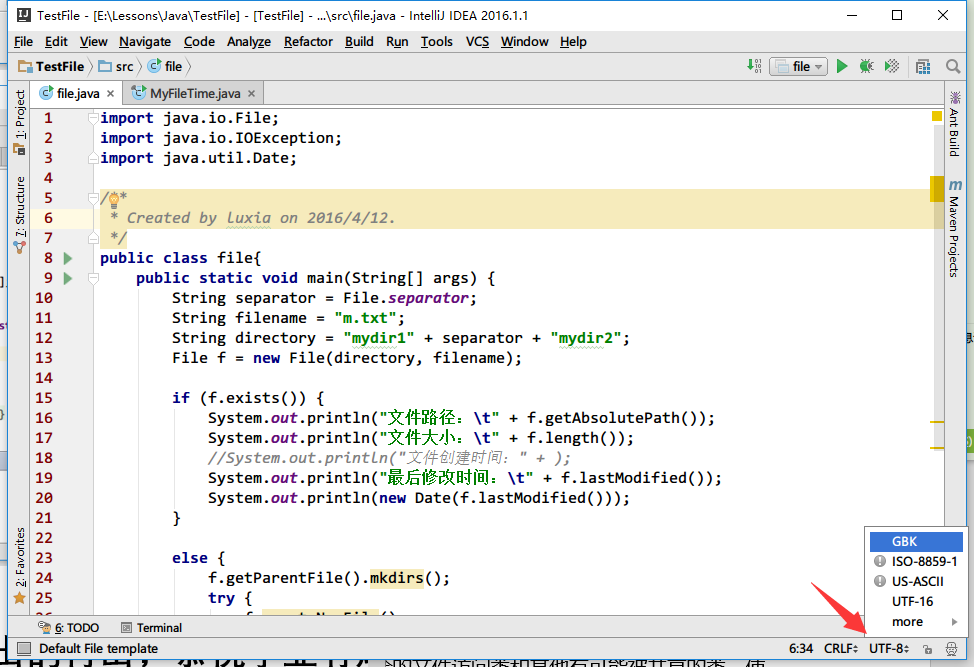 TestFile - [E:\Lessons\Java\TestFile] - [TestFile] - ...\src\file.java - IntelliJ IDEA 2016.1.1
File Edit View Navigate Code Analyze Refactor Build Run Tools VCS Window Help
TestFile src file file
file.java MyFileTime.java
1: Project
7: Structure
2: Favorites
1 import java.io.File;
2 import java.io.IOException;
3 import java.util.Date;
4
5 /**
6 * Created by luxia on 2016/4/12.
7 */
8 public class file{
9 public static void main(String[] args) {
10 String separator = File.separator;
11 String filename = "m.txt";
12 String directory = "mydir1" + separator + "mydir2";
13 File f = new File(directory, filename);
14
15 if (f.exists()) {
16 System.out.println("文件路径：\t" + f.getAbsolutePath());
17 System.out.println("文件大小：\t" + f.length());
18 //System.out.println("文件创建时间：" + );
19 System.out.println("最后修改时间：\t" + f.lastModified());
20 System.out.println(new Date(f.lastModified()));
21 }
22
23 else {
24 f.getParentFile().mkdirs();
25 try {
Ant Build
Maven Projects
GBK
ISO-8859-1
US-ASCII
UTF-16
more
6: TODO Terminal
Default File template 6:34 CRLF UTF-8